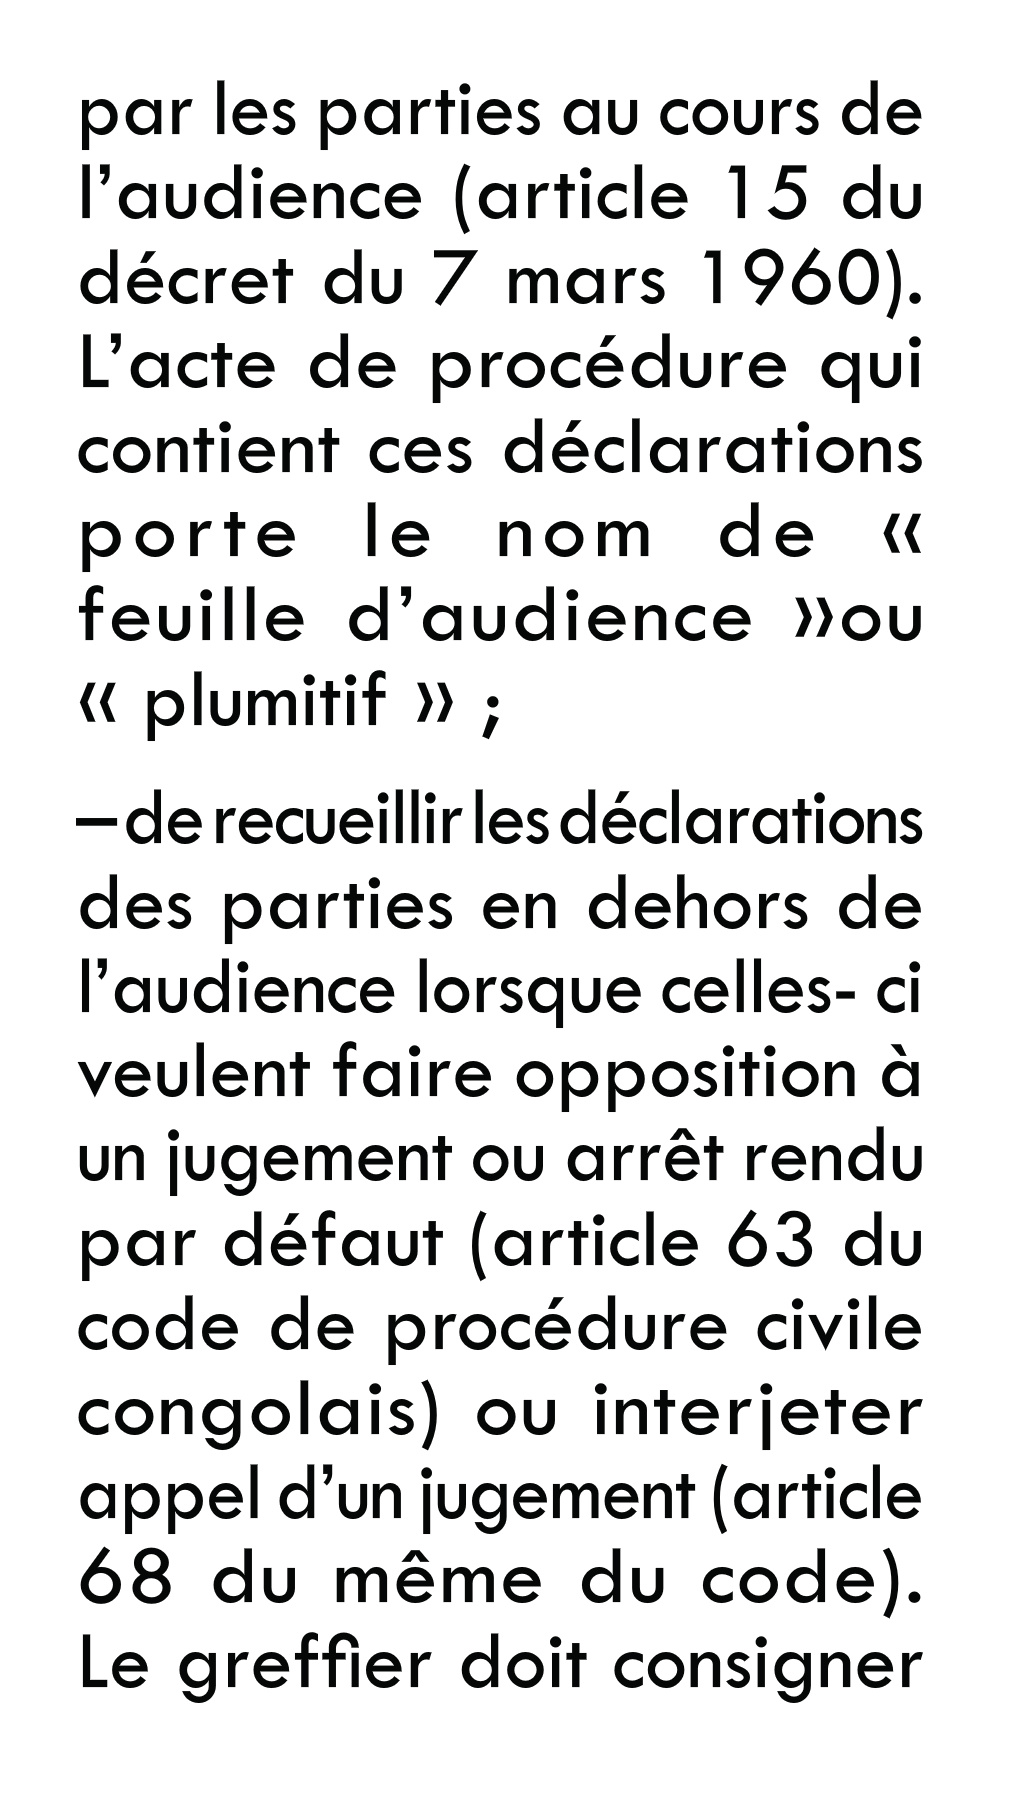 par les parties au cours de
l’audience (article 15 du
décret du 7 mars 1960).
L’acte de procédure qui
contient ces déclarations
porte le nom de «
feuille d’audience »ou
« plumitif » ;
– de recueillir les déclarations
des parties en dehors de
l’audience lorsque celles- ci
veulent faire opposition à
un jugement ou arrêt rendu
par défaut (article 63 du
code de procédure civile
congolais) ou interjeter
appel d’un jugement (article
68 du même du code).
Le greffier doit consigner